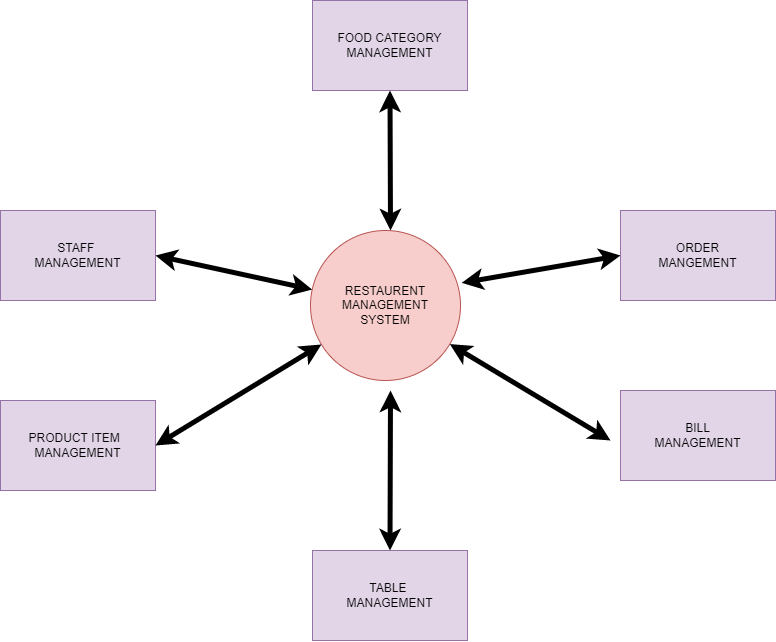 FOOD CATEGORY
MANAGEMENT
STAFF
MANAGEMENT
ORDER
MANGEMENT
RESTAURENT
MANAGEMENT
SYSTEM
PRODUCT ITEM
MANAGEMENT
BILL
MANAGEMENT
TABLE
MANAGEMENT